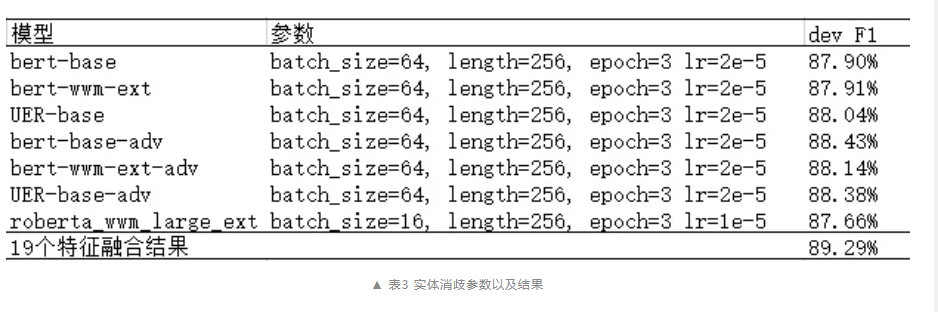 模型 参数 dev F1
bert-base batch_size=64, length=256, epoch=3 lr=2e-5 87.90%
bert-wwm-ext batch_size=64, length=256, epoch=3 lr=2e-5 87.91%
UER-base batch_size=64, length=256, epoch=3 lr=2e-5 88.04%
bert-base-adv batch_size=64, length=256, epoch=3 lr=2e-5 88.43%
bert-wwm-ext-adv batch_size=64, length=256, epoch=3 lr=2e-5 88.14%
UER-base-adv batch_size=64, length=256, epoch=3 lr=2e-5 88.38%
roberta_wwm_large_ext batch_size=16, length=256, epoch=3 lr=1e-5 87.66%
19个特征融合结果 89.29%
▲ 表3 实体消歧参数以及结果